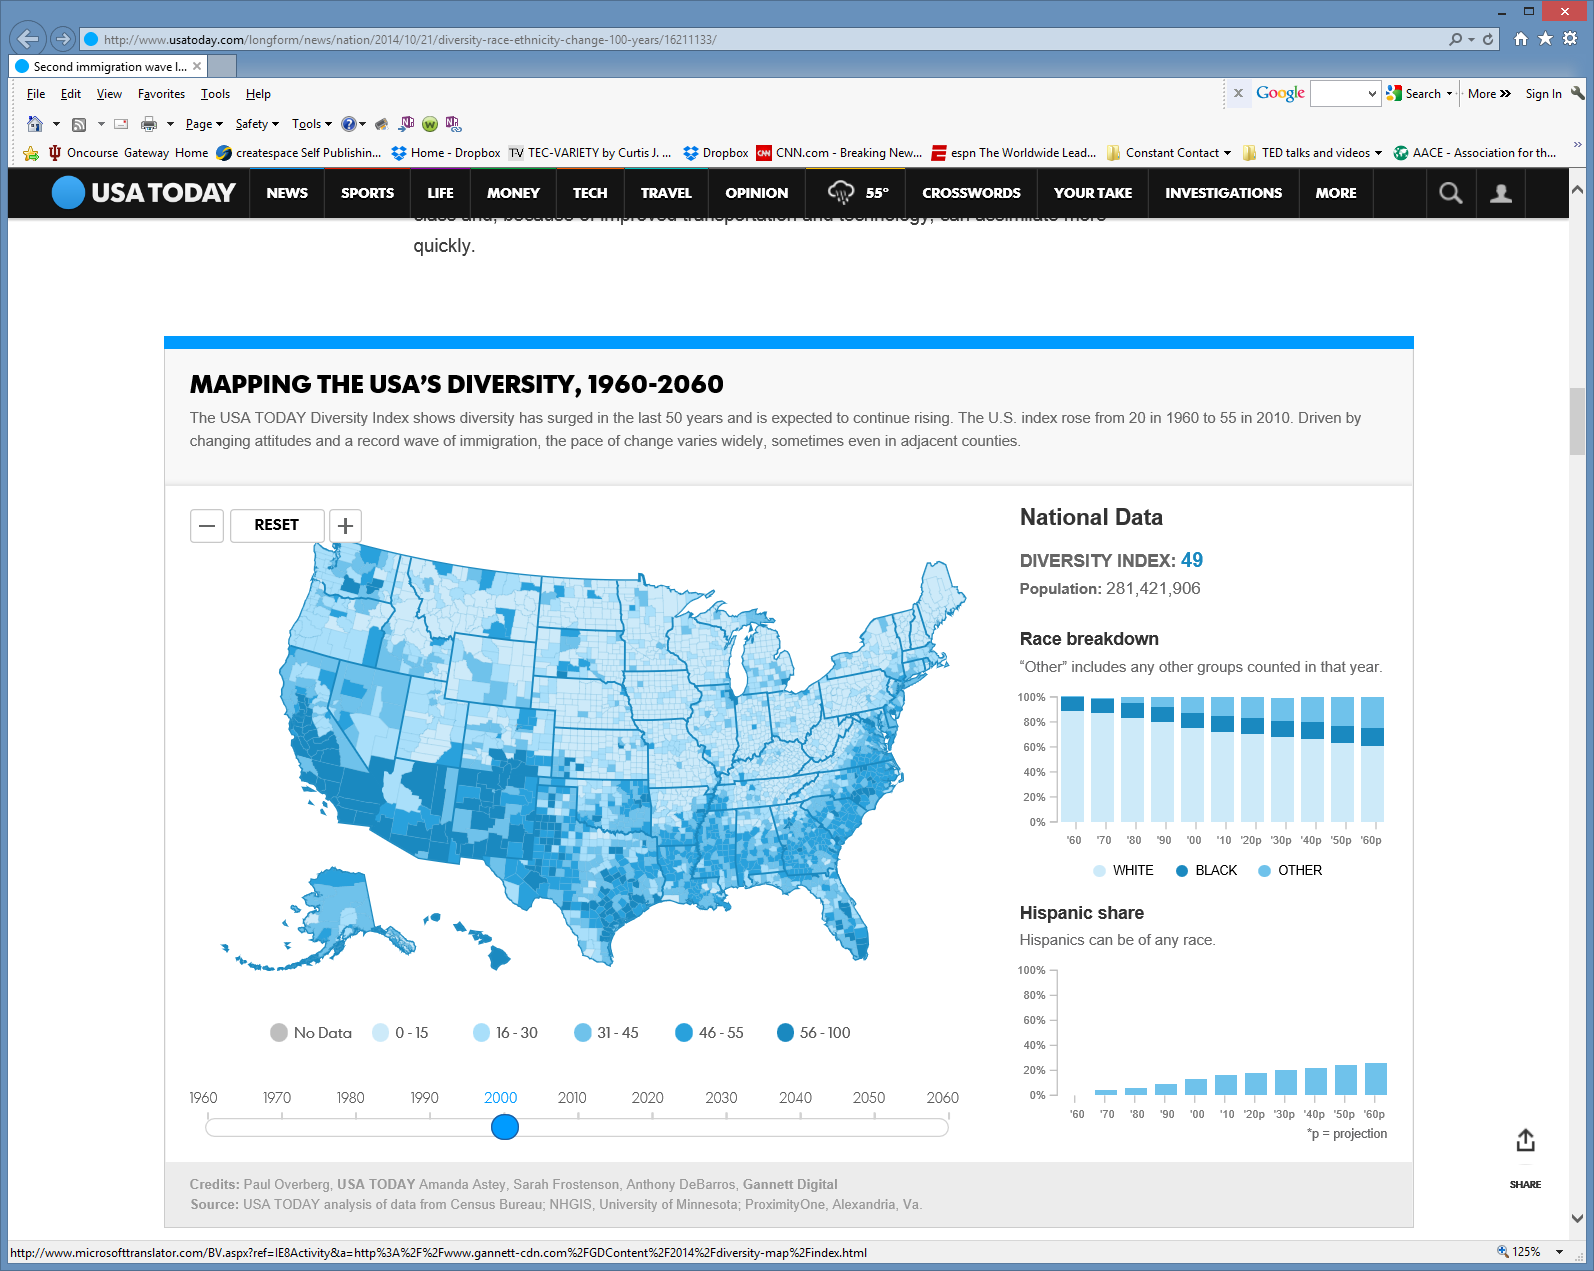 http://www.usatoday.com/longform/news/nation/2014/10/21/diversity-race-ethnicity-change-100-years/16211133/
Second immigration wave l...
File Edit View Favorites Tools Help
x Google Search More » Sign In
Page Safety Tools
Oncourse Gateway Home createspace Self Publishin... Home - Dropbox TEC-VARIETY by Curtis J. ... Dropbox CNN.com - Breaking New... espn The Worldwide Lead... Constant Contact TED talks and videos AACE - Association for th...
USA TODAY NEWS SPORTS LIFE MONEY TECH TRAVEL OPINION 55° CROSSWORDS YOUR TAKE INVESTIGATIONS MORE
class and, because of improved transportation and technology, can assimilate more
quickly.
MAPPING THE USA'S DIVERSITY, 1960-2060
The USA TODAY Diversity Index shows diversity has surged in the last 50 years and is expected to continue rising. The U.S. index rose from 20 in 1960 to 55 in 2010. Driven by
changing attitudes and a record wave of immigration, the pace of change varies widely, sometimes even in adjacent counties.
— RESET +
No Data 0 - 15 16 - 30 31 - 45 46 - 55 56 - 100
1960 1970 1980 1990 2000 2010 2020 2030 2040 2050 2060
National Data
DIVERSITY INDEX: 49
Population: 281,421,906
Race breakdown
“Other” includes any other groups counted in that year.
100%
80%
60%
40%
20%
0%
'60 '70 '80 '90 '00 '10 '20p '30p '40p '50p '60p
WHITE BLACK OTHER
Hispanic share
Hispanics can be of any race.
100%
80%
60%
40%
20%
0%
'60 '70 '80 '90 '00 '10 '20p '30p '40p '50p '60p
*p = projection
SHARE
Credits: Paul Overberg, USA TODAY Amanda Astey, Sarah Frostenson, Anthony DeBarros, Gannett Digital
Source: USA TODAY analysis of data from Census Bureau; NHGIS, University of Minnesota; ProximityOne, Alexandria, Va.
http://www.microsofttranslator.com/BV.aspx?ref=IE8Activity&a=http%3A%2F%2Fwww.gannett-cdn.com%2FGDContent%2F2014%2Fdiversity-map%2Findex.html
125%